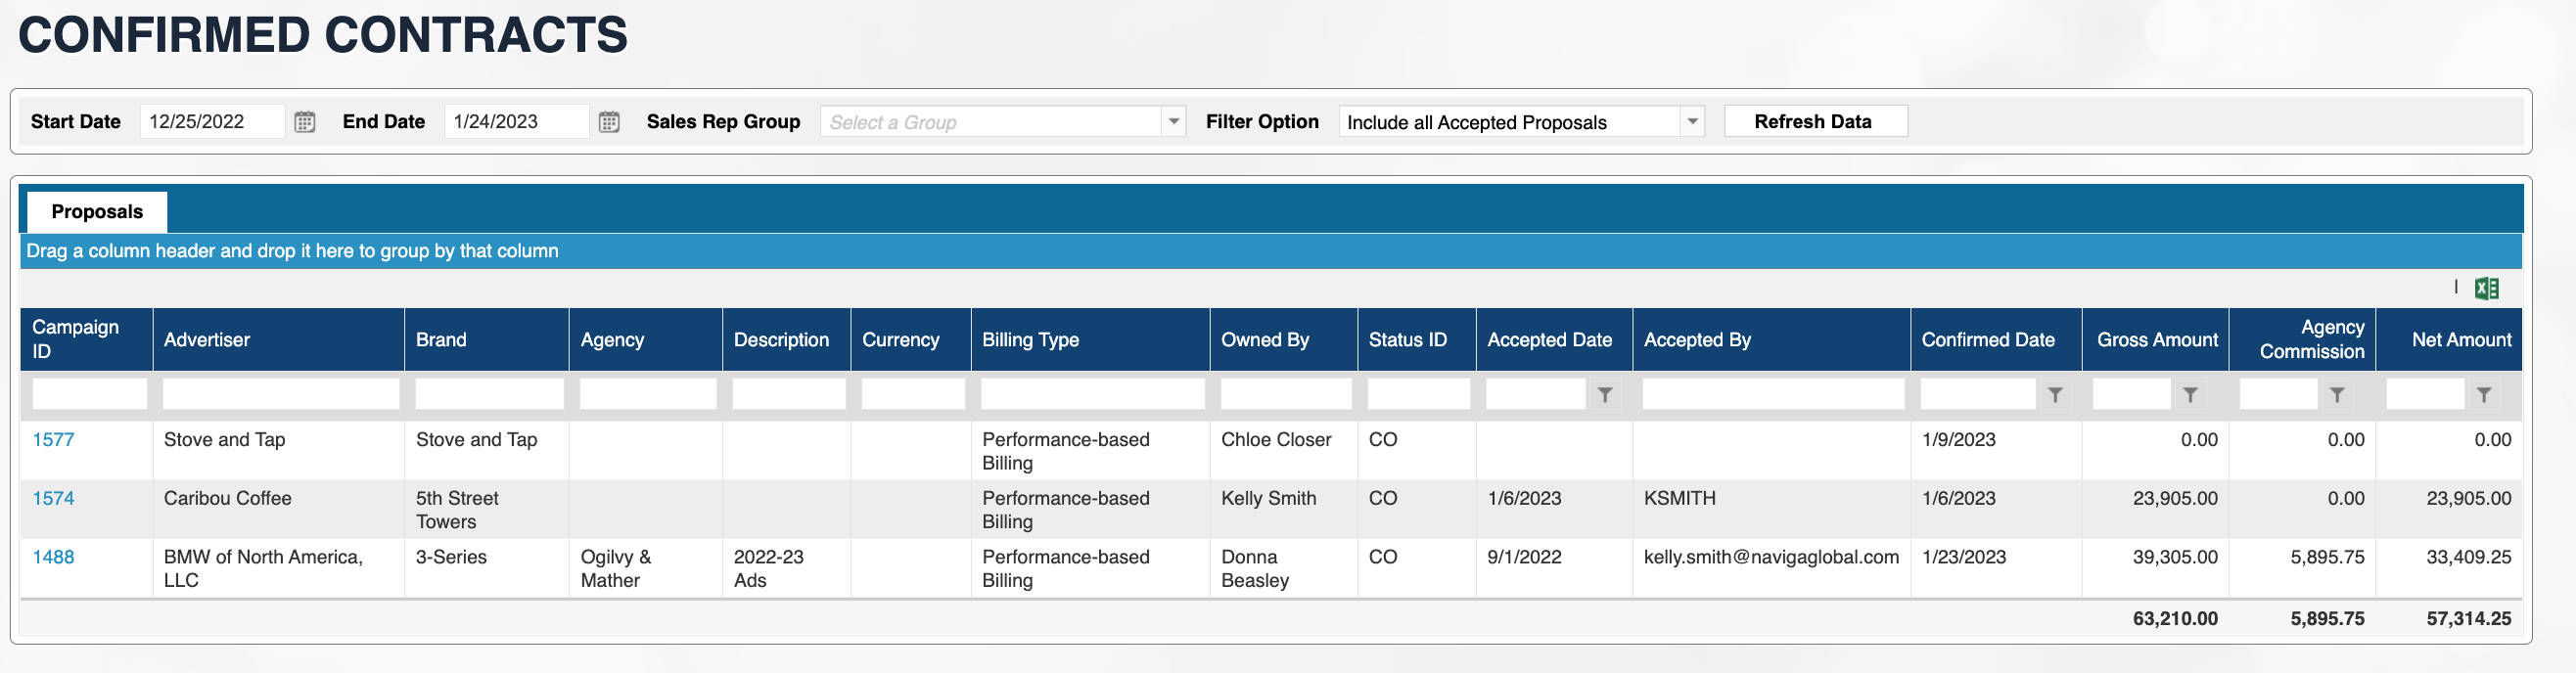 CONFIRMED CONTRACTS
Start Date 12/25/2022 End Date 1/24/2023 Sales Rep Group Select a Group Filter Option Include all Accepted Proposals Refresh Data
Proposals
Drag a column header and drop it here to group by that column
Campaign ID Advertiser Brand Agency Description Currency Billing Type Owned By Status ID Accepted Date Accepted By Confirmed Date Gross Amount Agency Commission Net Amount
1577 Stove and Tap Stove and Tap Performance-based Billing Chloe Closer CO 1/9/2023 0.00 0.00 0.00
1574 Caribou Coffee 5th Street Towers Performance-based Billing Kelly Smith CO 1/6/2023 KSMITH 1/6/2023 23,905.00 0.00 23,905.00
1488 BMW of North America, LLC 3-Series Ogilvy & Mather 2022-23 Ads Performance-based Billing Donna Beasley CO 9/1/2022 kelly.smith@navigaglobal.com 1/23/2023 39,305.00 5,895.75 33,409.25
63,210.00 5,895.75 57,314.25